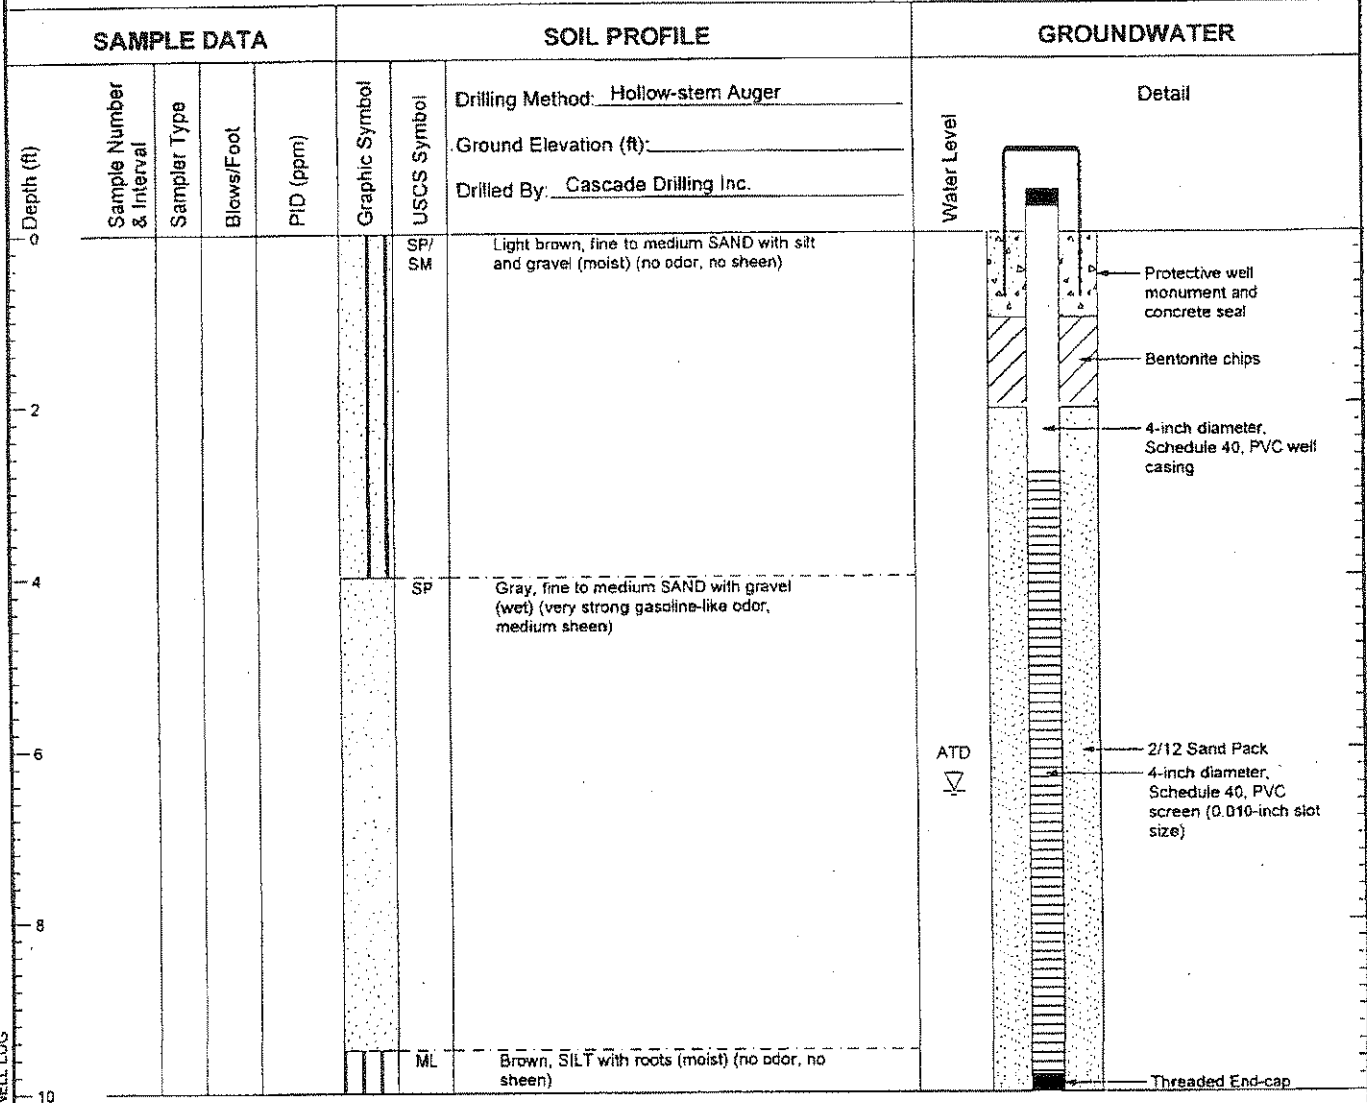 SAMPLE DATA
SOIL PROFILE
GROUNDWATER
Depth (ft)
Sample Number
& Interval
Sampler Type
Blows/Foot
PID (ppm)
Graphic Symbol
USCS Symbol
Drilling Method: Hollow-stem Auger
Ground Elevation (ft):
Drilled By: Cascade Drilling Inc.
Water Level
Detail
0
SP/
SM
Light brown, fine to medium SAND with silt
and gravel (moist) (no odor, no sheen)
Protective well
monument and
concrete seal
Bentonite chips
2
4-inch diameter,
Schedule 40, PVC well
casing
4
SP
Gray, fine to medium SAND with gravel
(wet) (very strong gasoline-like odor,
medium sheen)
6
ATD
2/12 Sand Pack
4-inch diameter,
Schedule 40, PVC
screen (0.010-inch slot
size)
8
ML
Brown, SILT with roots (moist) (no odor, no
sheen)
Threaded End-cap
10
WELL LOG